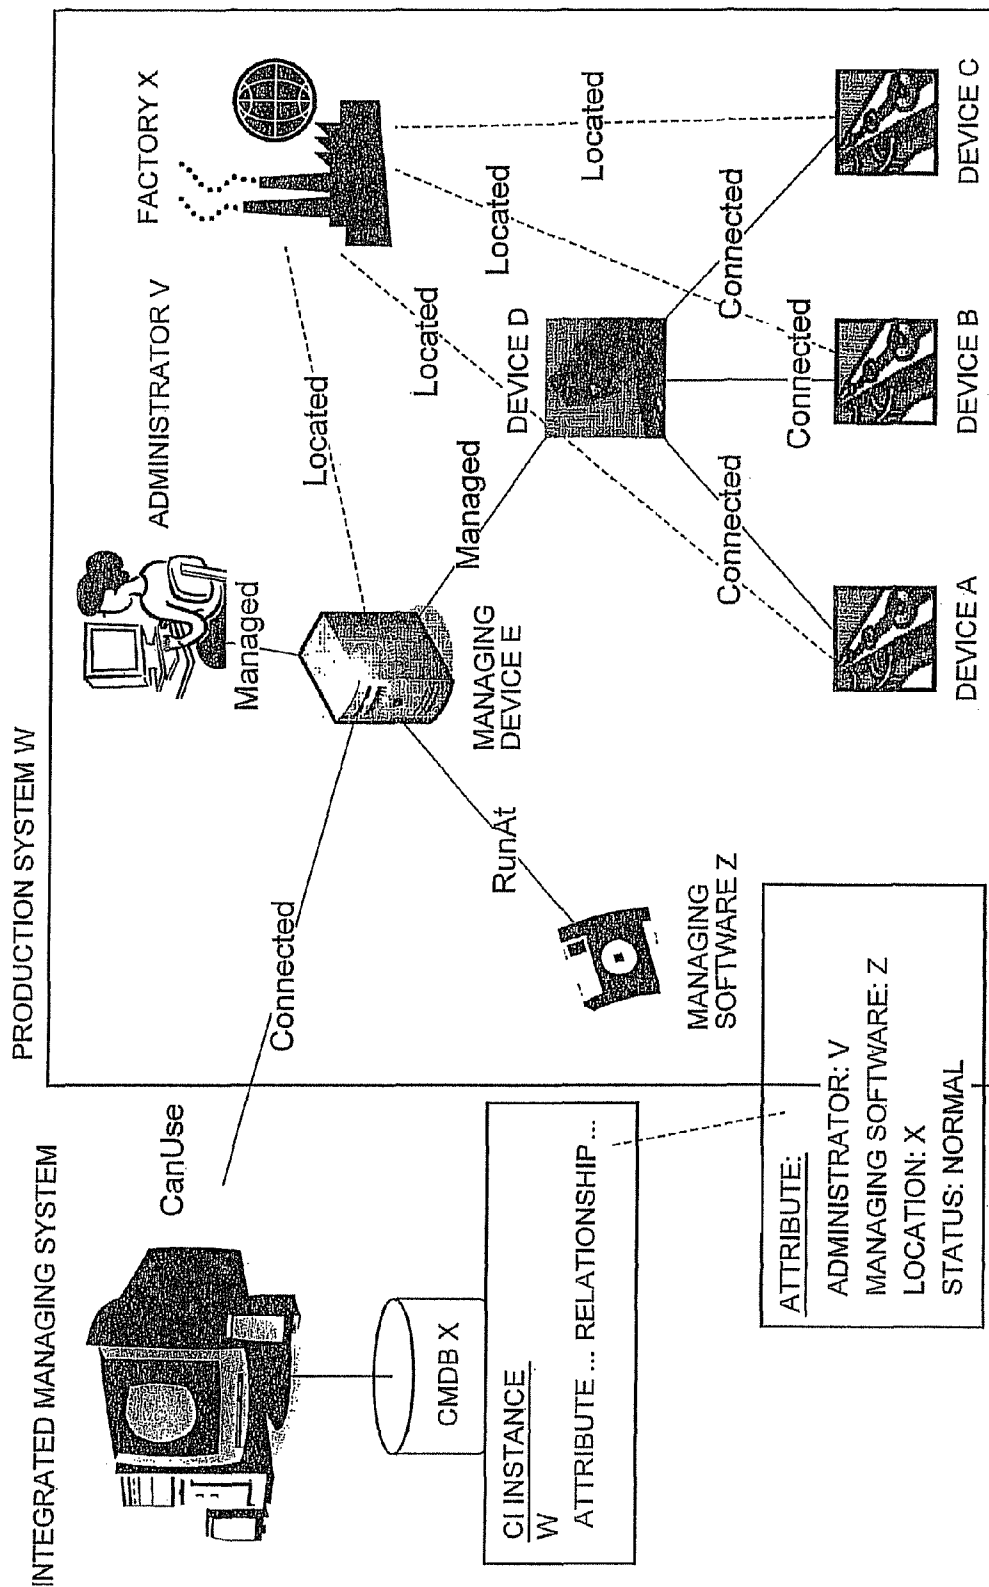 INTEGRATED MANAGING SYSTEM
CanUse
CMDB X
CI INSTANCE
W
ATTRIBUTE ... RELATIONSHIP ...
PRODUCTION SYSTEM W
ADMINISTRATOR V
FACTORY X
Managed
Located
Connected
MANAGING
DEVICE E
Managed
Located
Located
Located
RunAt
DEVICE D
MANAGING
SOFTWARE Z
Connected
Connected
Connected
DEVICE A
DEVICE B
DEVICE C
ATTRIBUTE:
ADMINISTRATOR: V
MANAGING SOFTWARE: Z
LOCATION: X
STATUS: NORMAL